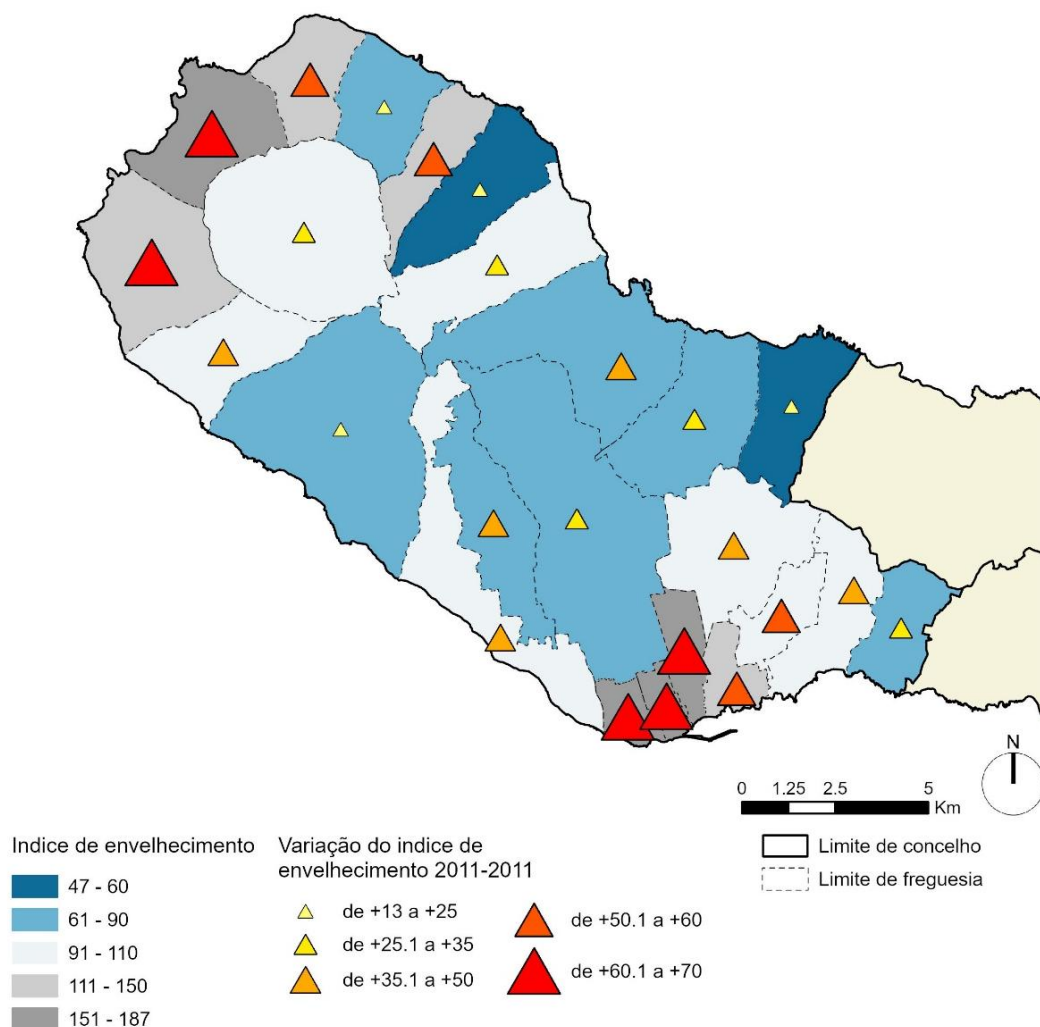 N
0 1.25 2.5 5
Km
Indice de envelhecimento
47 - 60
61 - 90
91 - 110
111 - 150
151 - 187
Variação do indice de
envelhecimento 2011-2011
de +13 a +25
de +25.1 a +35
de +35.1 a +50
de +50.1 a +60
de +60.1 a +70
Limite de concelho
Limite de freguesia